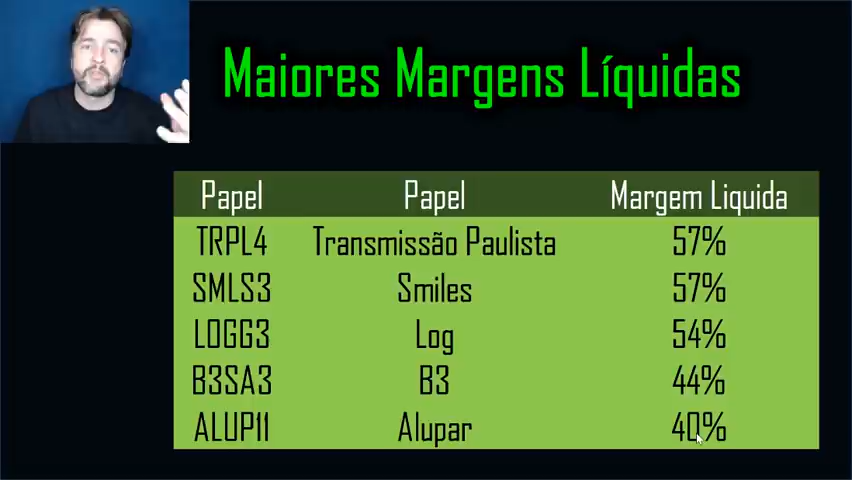 Maiores Margens Líquidas
Papel Papel Margem Liquida
TRPL4 Transmissão Paulista 57%
SMLS3 Smiles 57%
LOGG3 Log 54%
B3SA3 B3 44%
ALUP11 Alupar 40%